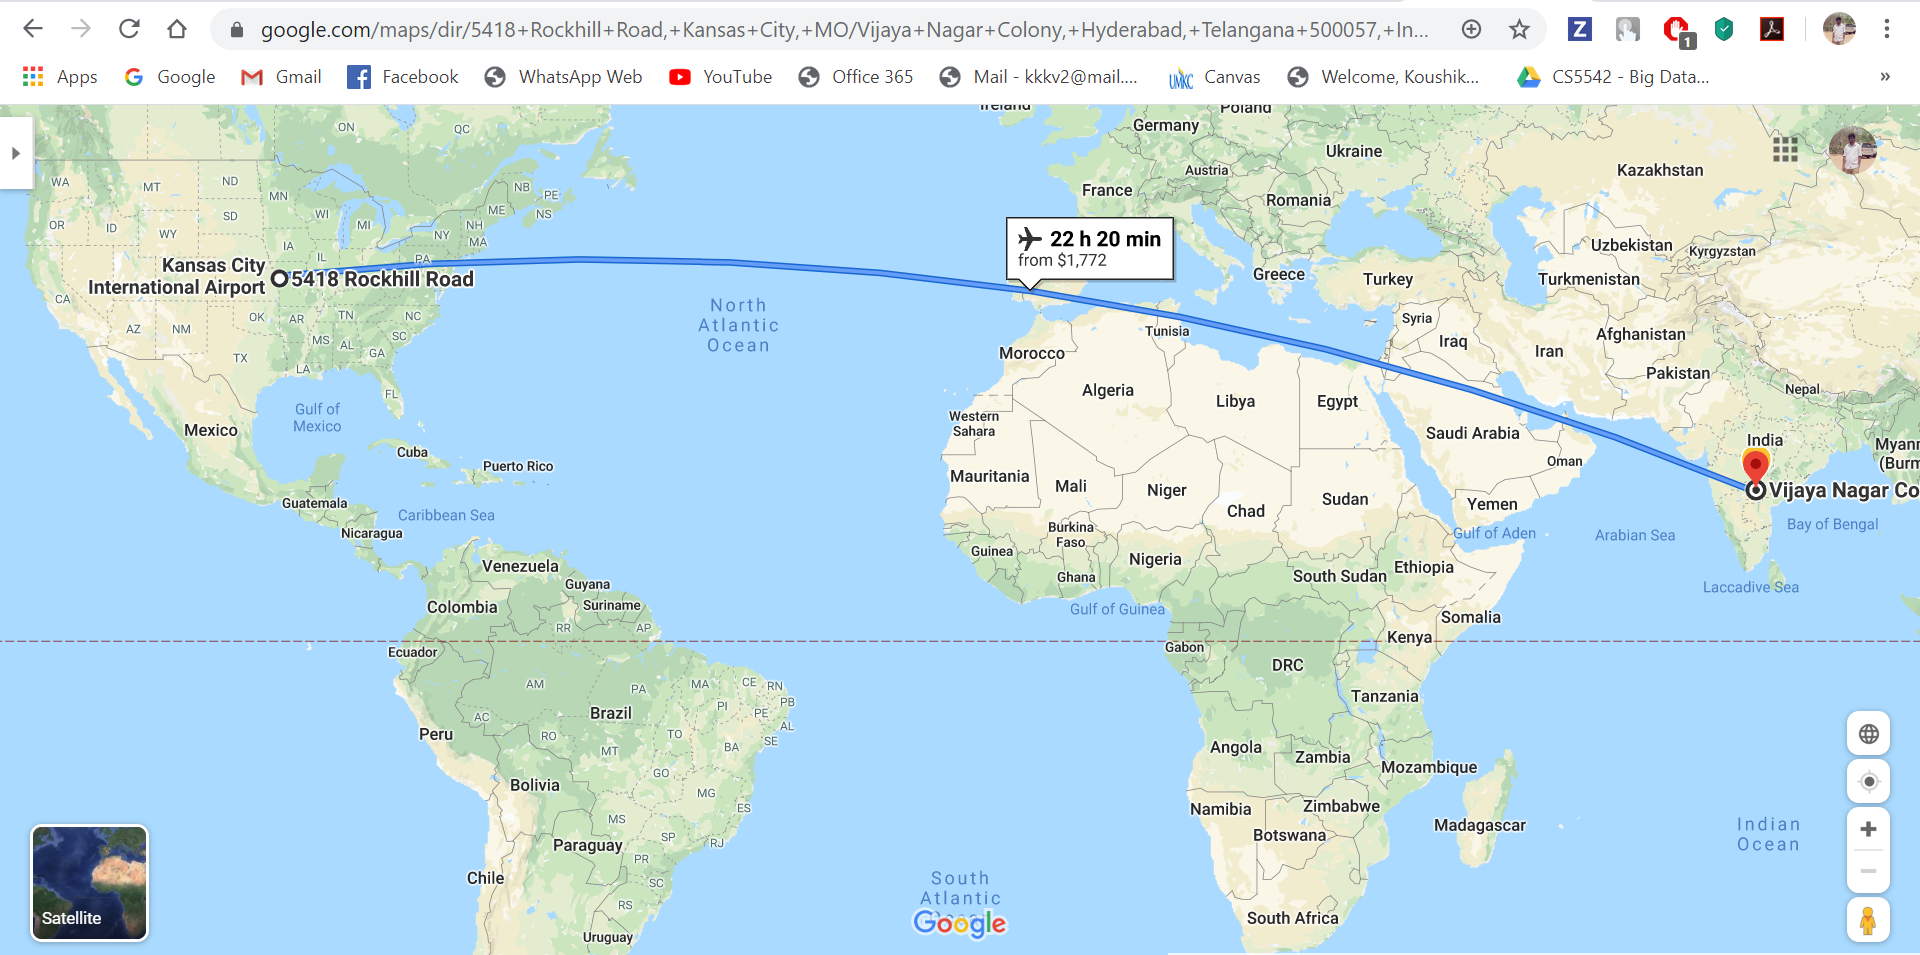 google.com/maps/dir/5418+Rockhill+Road,+Kansas+City,+MO/Vijaya+Nagar+Colony,+Hyderabad,+Telangana+500057,+In...
1
Apps
Google
Gmail
Facebook
WhatsApp Web
YouTube
Office 365
Mail - kkkv2@mail....
UMKC
Canvas
Welcome, Koushik...
CS5542 - Big Data...
»
Ireland
Poland
Germany
ON
QC
Ukraine
Austria
Kazakhstan
WA
MT
ND
MN
NB
PE
France
Romania
OR
ID
SD
WY
WI
MI
ME
NS
NH
NY
MA
22 h 20 min
from $1,772
Uzbekistan
Kyrgyzstan
IA
IL
PA
Kansas City
International Airport
5418 Rockhill Road
Greece
Turkey
Turkmenistan
CA
North
Atlantic
Ocean
AZ
NM
OK
AR
TN
NC
Syria
Tunisia
Afghanistan
MS
AL
SC
GA
Iraq
Iran
Morocco
TX
LA
Pakistan
FL
Algeria
Libya
Egypt
Nepal
Gulf of
Mexico
Mexico
Western
Sahara
Saudi Arabia
India
Myann
(Burm
Cuba
Puerto Rico
Oman
Mauritania
Mali
Niger
Chad
Sudan
Yemen
Vijaya Nagar Co
Guatemala
Caribbean Sea
Nicaragua
Burkina
Faso
Gulf of Aden
Arabian Sea
Bay of Bengal
Guinea
Nigeria
Venezuela
Guyana
Ghana
South Sudan
Ethiopia
Laccadive Sea
Colombia
Suriname
Gulf of Guinea
Somalia
RR
AP
Ecuador
Gabon
Kenya
DRC
AM
PA
MA
CE
RN
Tanzania
AC
Brazil
PI
PB
PE
AL
Peru
RO
TO
SE
MT
BA
Angola
Zambia
Mozambique
GO
Bolivia
MG
ES
Namibia
Zimbabwe
MS
Botswana
Madagascar
Indian
Ocean
Paraguay
SP
RJ
PR
Chile
SC
South
Atlantic
RS
Google
South Africa
Uruguay
Satellite